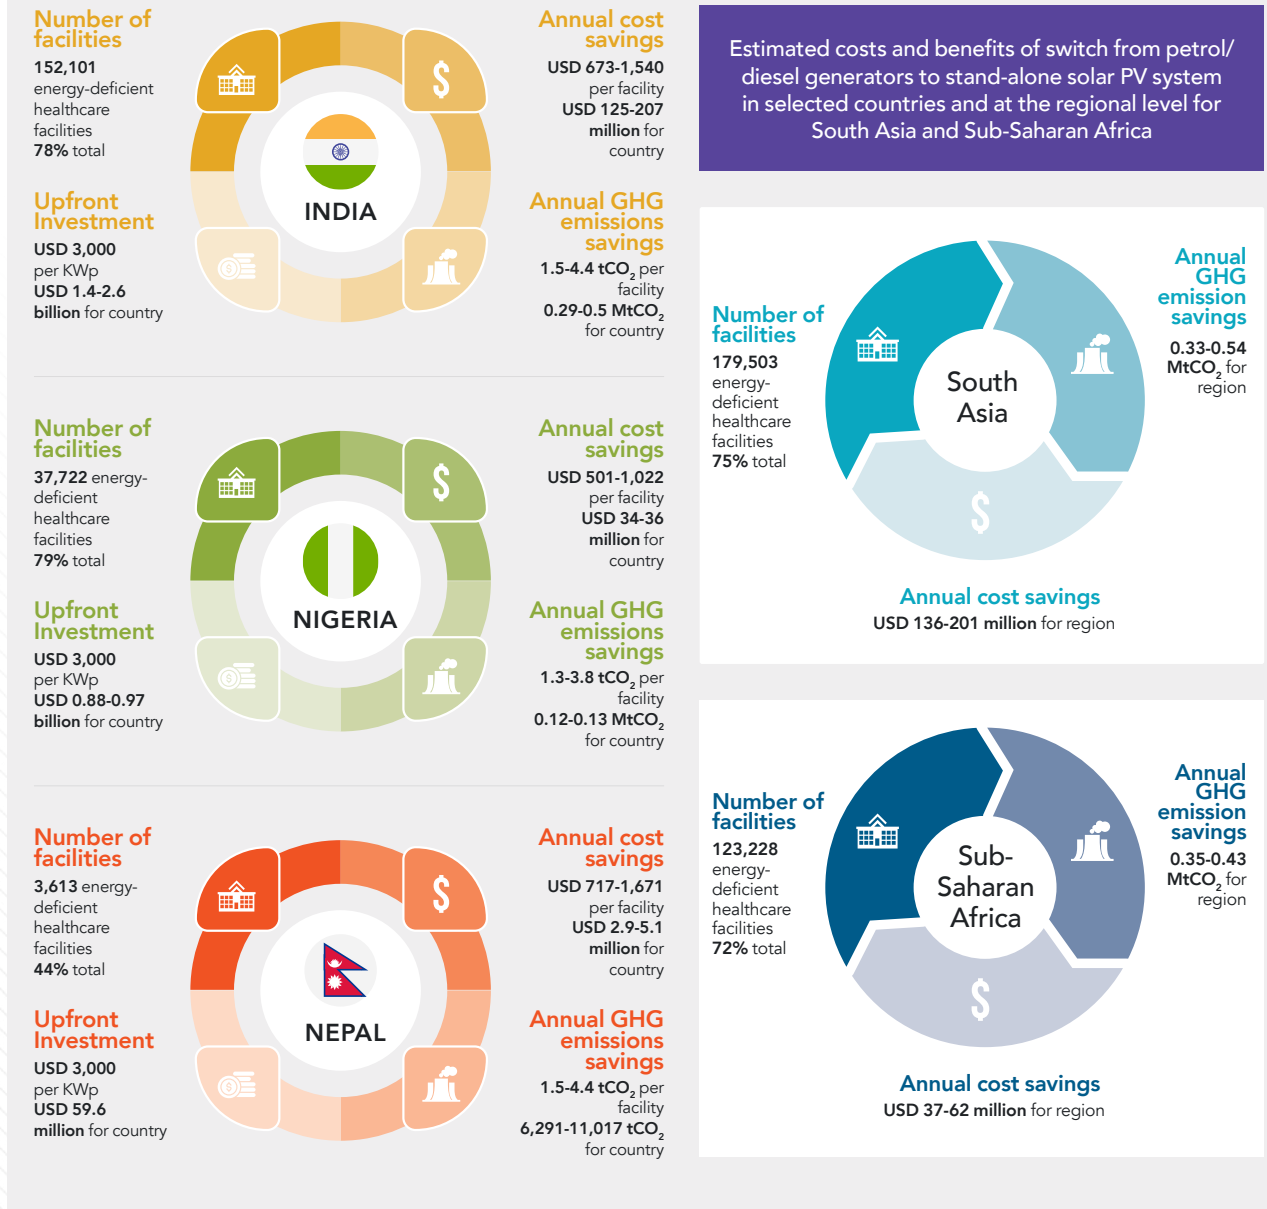 Number of
facilities
152,101
energy-deficient
healthcare
facilities
78% total
Upfront
Investment
USD 3,000
per KWp
USD 1.4-2.6
billion for country
INDIA
Annual cost
savings
USD 673-1,540
per facility
USD 125-207
million for
country
Annual GHG
emissions
savings
1.5-4.4 tCO₂ per
facility
0.29-0.5 MtCO₂
for country
Number of
facilities
37,722 energy-
deficient
healthcare
facilities
79% total
Upfront
Investment
USD 3,000
per KWp
USD 0.88-0.97
billion for country
NIGERIA
Annual cost
savings
USD 501-1,022
per facility
USD 34-36
million for
country
Annual GHG
emissions
savings
1.3-3.8 tCO₂ per
facility
0.12-0.13 MtCO₂
for country
Number of
facilities
3,613 energy-
deficient
healthcare
facilities
44% total
Upfront
Investment
USD 3,000
per KWp
USD 59.6
million for country
NEPAL
Annual cost
savings
USD 717-1,671
per facility
USD 2.9-5.1
million for
country
Annual GHG
emissions
savings
1.5-4.4 tCO₂ per
facility
6,291-11,017 tCO₂
for country
Estimated costs and benefits of switch from petrol/
diesel generators to stand-alone solar PV system
in selected countries and at the regional level for
South Asia and Sub-Saharan Africa
Number of
facilities
179,503
energy-
deficient
healthcare
facilities
75% total
South
Asia
Annual
GHG
emission
savings
0.33-0.54
MtCO₂ for
region
Annual cost savings
USD 136-201 million for region
Number of
facilities
123,228
energy-
deficient
healthcare
facilities
72% total
Sub-
Saharan
Africa
Annual
GHG
emission
savings
0.35-0.43
MtCO₂ for
region
Annual cost savings
USD 37-62 million for region